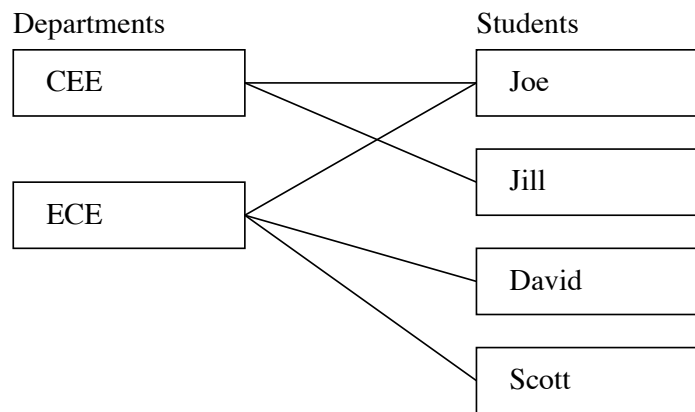 Departments
Students
CEE
Joe
Jill
ECE
David
Scott